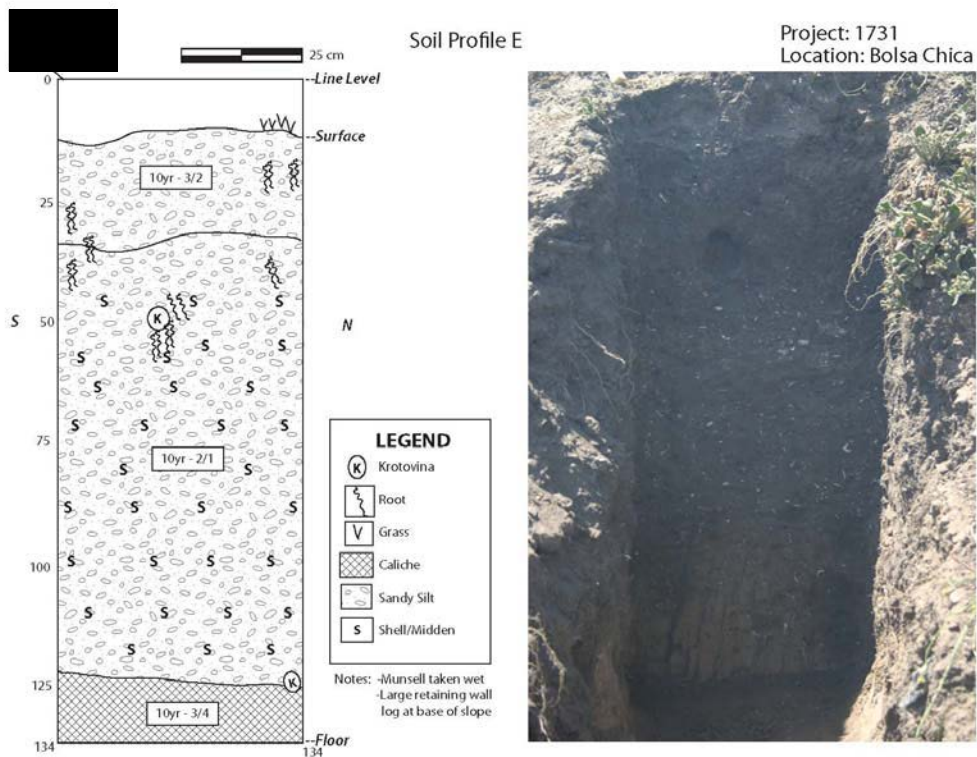 25 cm
Soil Profile E
Project: 1731
Location: Bolsa Chica
0
--Line Level
--Surface
10yr - 3/2
25
S
S
S
50
K
N
S
S
S
S
S
S
S
S
S
S
75
10yr - 2/1
S
S
S
S
S
S
100
S
S
S
S
S
S
S
S
S
125
K
10yr - 3/4
134
--Floor
134
LEGEND
K Krotovina
Root
Grass
Caliche
Sandy Silt
S Shell/Midden
Notes: -Munsell taken wet
-Large retaining wall
log at base of slope